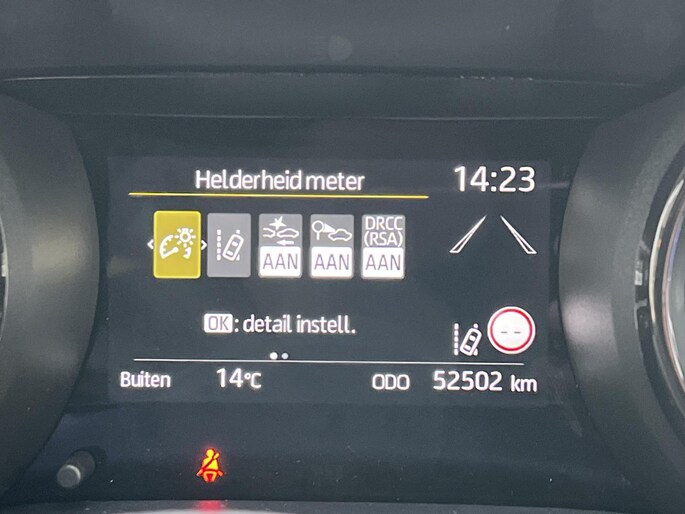 Helderheid meter 14:23
DRCC
(RSA)
AAN AAN AAN
OK : detail instell.
--
Buiten 14°C ODO 52502 km